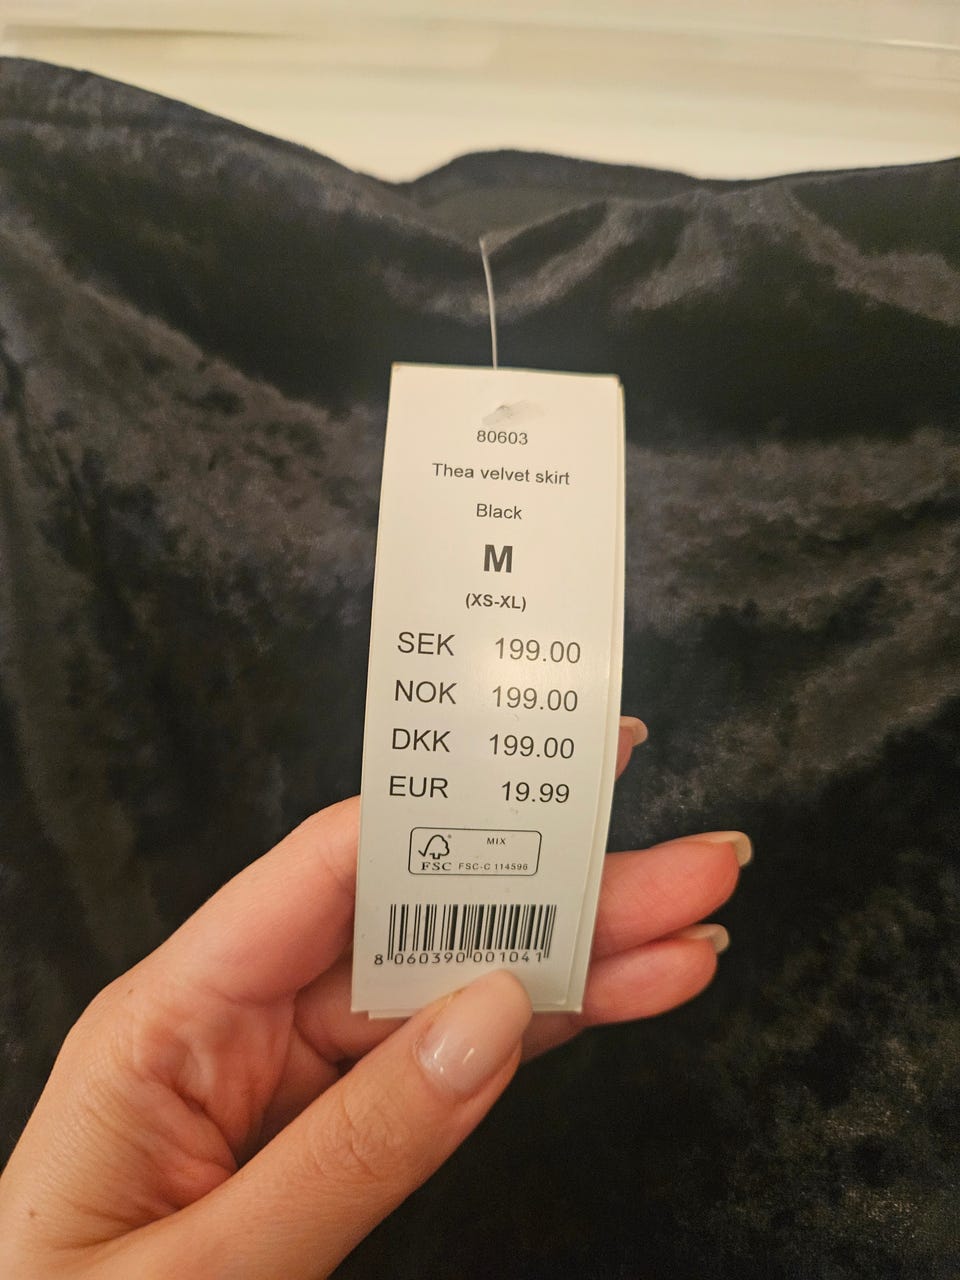 80603
Thea velvet skirt
Black
M
(XS-XL)
SEK 199.00
NOK 199.00
DKK 199.00
EUR 19.99
MIX
FSC® FSC-C 114596
8 060390 001041